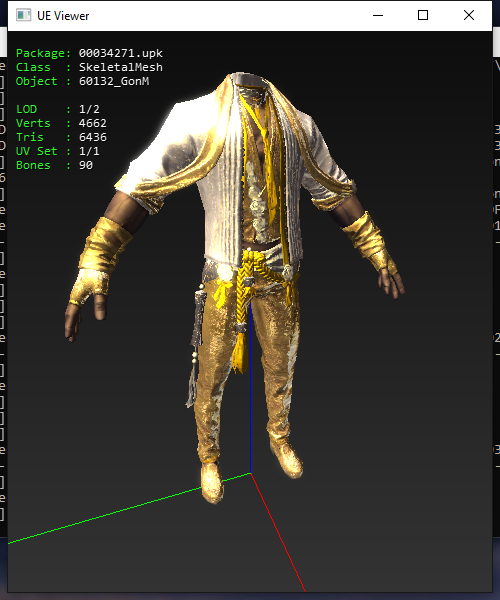 UE Viewer
Package: 00034271.upk
Class : SkeletalMesh
Object : 60132_GonM
LOD : 1/2
Verts : 4662
Tris : 6436
UV Set : 1/1
Bones : 90